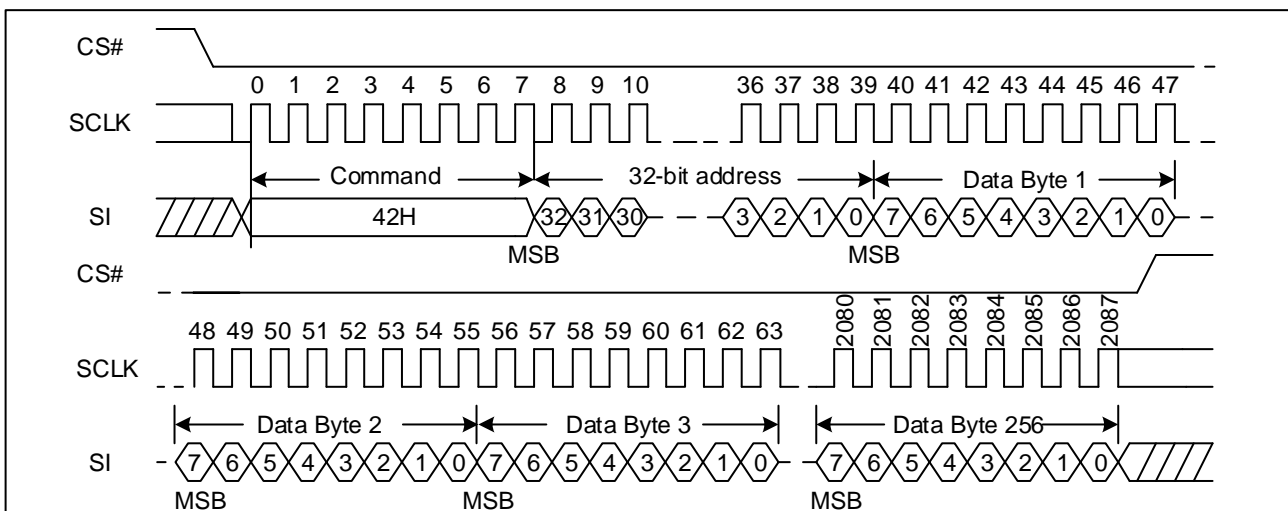 CS#
0 1 2 3 4 5 6 7 8 9 10 36 37 38 39 40 41 42 43 44 45 46 47
SCLK
Command 32-bit address Data Byte 1
SI 42H 32 31 30 3 2 1 0 7 6 5 4 3 2 1 0
MSB MSB
CS#
48 49 50 51 52 53 54 55 56 57 58 59 60 61 62 63 2080 2081 2082 2083 2084 2085 2086 2087
SCLK
Data Byte 2 Data Byte 3 Data Byte 256
SI 7 6 5 4 3 2 1 0 7 6 5 4 3 2 1 0 7 6 5 4 3 2 1 0
MSB MSB MSB